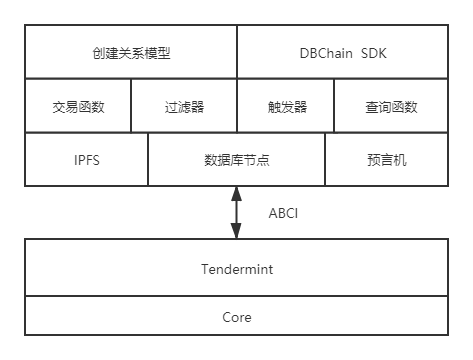 创建关系模型 DBChain SDK
交易函数 过滤器 触发器 查询函数
IPFS 数据库节点 预言机
ABCI
Tendermint
Core